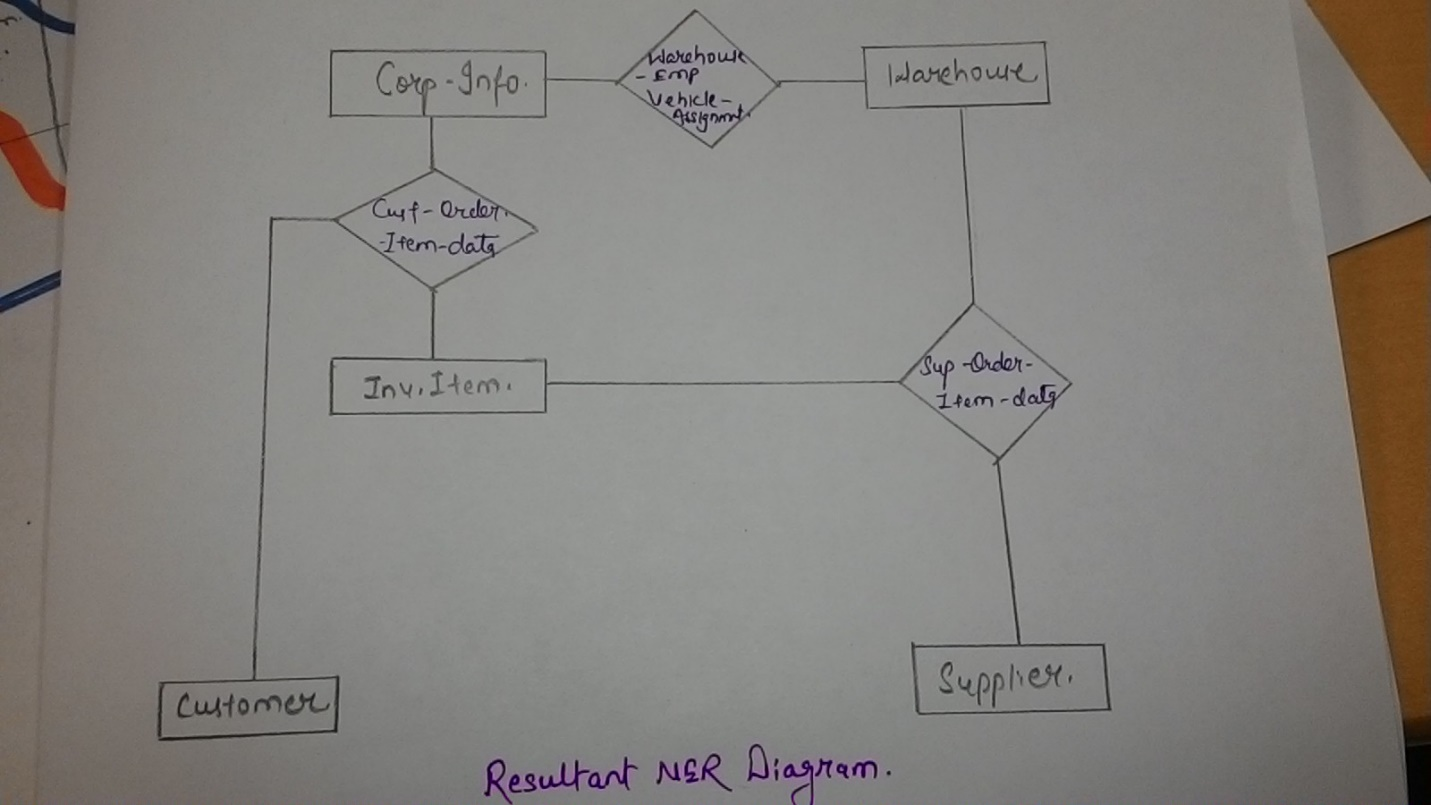 Corp-Info.
Warehouse
-Emp
Vehicle-
Assignmt.
Warehouse
Cust-Order.
-Item-data
Inv.Item.
Sup-Order-
Item-data
Customer
Supplier.
Resultant NER Diagram.